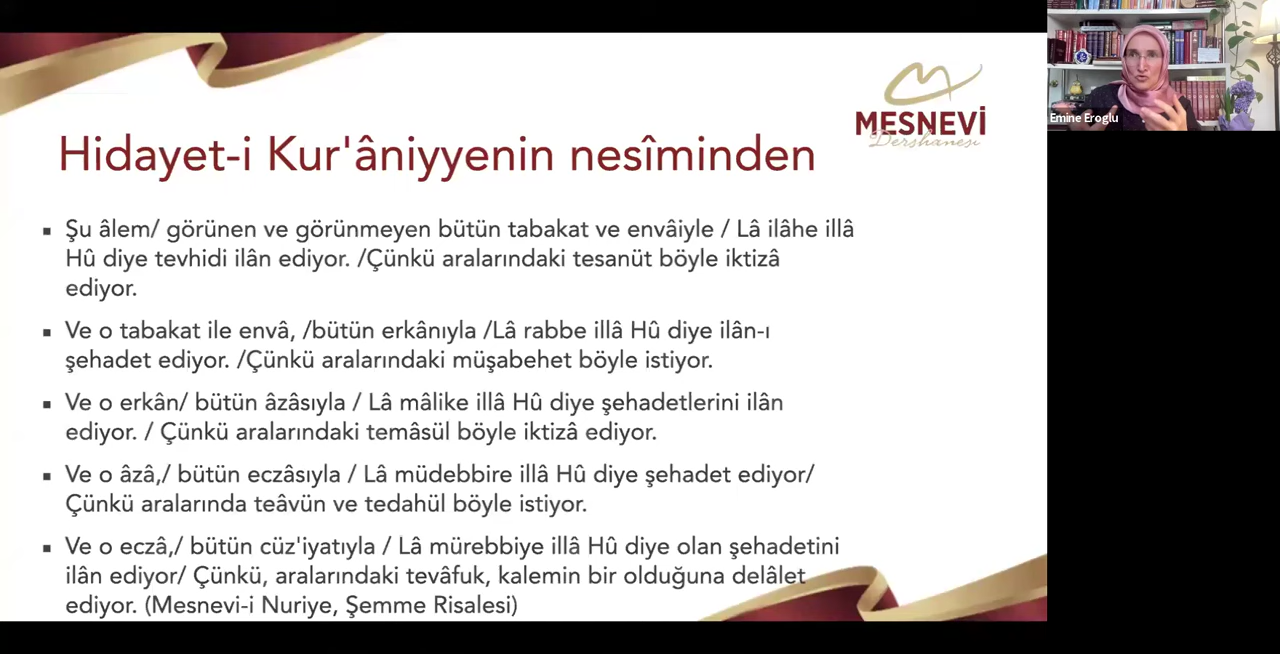 MESNEVİ
Dershanesi
Emine Eroglu
Hidayet-i Kur'âniyyenin nesîminden
▪ Şu âlem/ görünen ve görünmeyen bütün tabakat ve envâiyle / Lâ ilâhe illâ
Hû diye tevhidi ilân ediyor. /Çünkü aralarındaki tesanüt böyle iktizâ
ediyor.
▪ Ve o tabakat ile envâ, /bütün erkânıyla /Lâ rabbe illâ Hû diye ilân-ı
şehadet ediyor. /Çünkü aralarındaki müşabehet böyle istiyor.
▪ Ve o erkân/ bütün âzâsıyla / Lâ mâlike illâ Hû diye şehadetlerini ilân
ediyor. / Çünkü aralarındaki temâsül böyle iktizâ ediyor.
▪ Ve o âzâ,/ bütün eczâsıyla / Lâ müdebbire illâ Hû diye şehadet ediyor/
Çünkü aralarında teâvün ve tedahül böyle istiyor.
▪ Ve o eczâ,/ bütün cüz'iyatıyla / Lâ mürebbiye illâ Hû diye olan şehadetini
ilân ediyor/ Çünkü, aralarındaki tevâfuk, kalemin bir olduğuna delâlet
ediyor. (Mesnevi-i Nuriye, Şemme Risalesi)